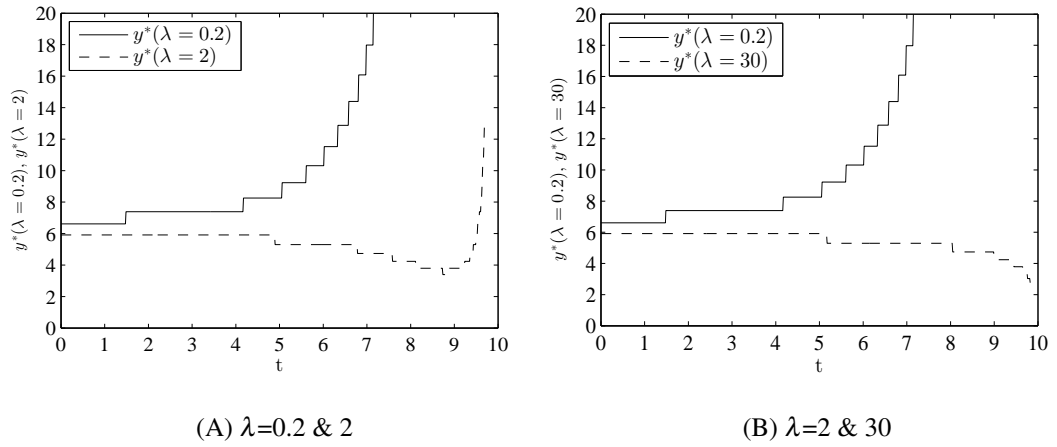 20
18
16
14
12
10
8
6
4
2
0
y*(λ = 0.2), y*(λ = 2)
y*(λ = 0.2)
y*(λ = 2)
0 1 2 3 4 5 6 7 8 9 10
t
(A) λ=0.2 & 2
20
18
16
14
12
10
8
6
4
2
0
y*(λ = 0.2), y*(λ = 30)
y*(λ = 0.2)
y*(λ = 30)
0 1 2 3 4 5 6 7 8 9 10
t
(B) λ=2 & 30